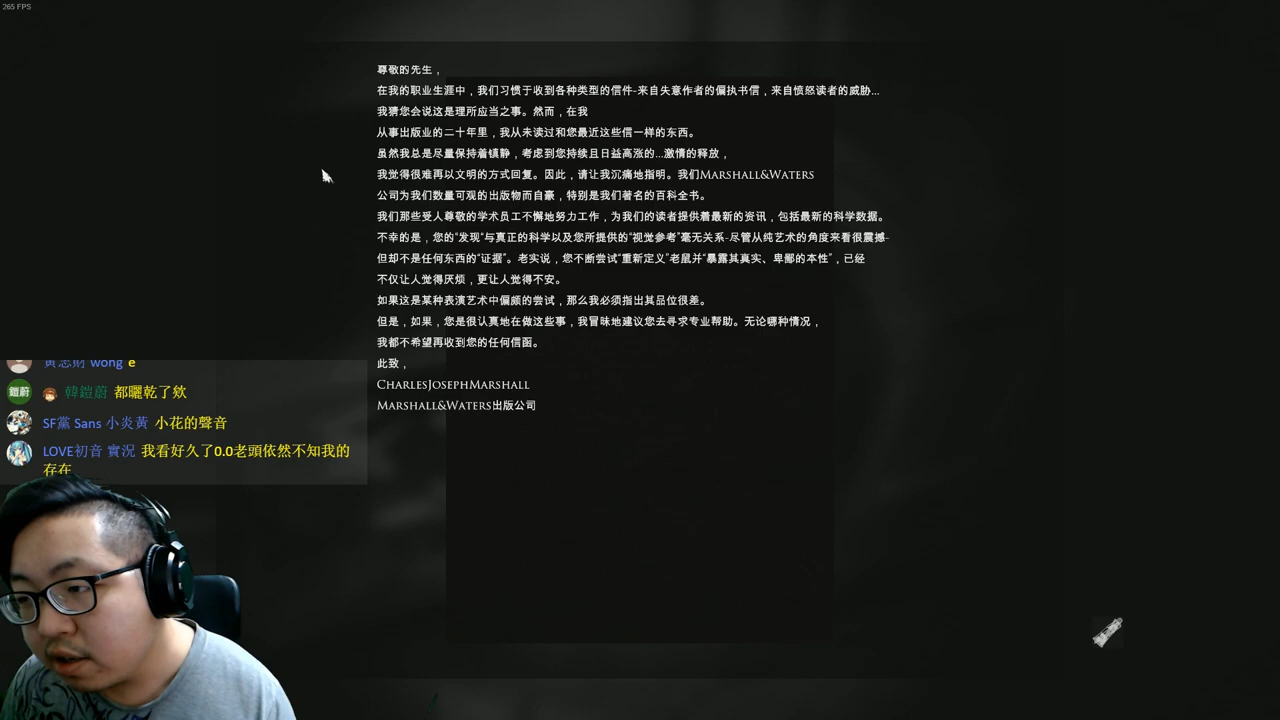 265 FPS
尊敬的先生，
在我的职业生涯中，我们习惯于收到各种类型的信件-来自失意作者的偏执书信，来自愤怒读者的威胁...
我猜您会说这是理所应当之事。然而，在我
从事出版业的二十年里，我从未读过和您最近这些信一样的东西。
虽然我总是尽量保持着镇静，考虑到您持续且日益高涨的...激情的释放，
我觉得很难再以文明的方式回复。因此，请让我沉痛地指明。我们MARSHALL&WATERS
公司为我们数量可观的出版物而自豪，特别是我们著名的百科全书。
我们那些受人尊敬的学术员工不懈地努力工作，为我们的读者提供着最新的资讯，包括最新的科学数据。
不幸的是，您的"发现"与真正的科学以及您所提供的"视觉参考"毫无关系-尽管从纯艺术的角度来看很震撼-
但却不是任何东西的"证据"。老实说，您不断尝试"重新定义"老鼠并"暴露其真实、卑鄙的本性"，已经
不仅让人觉得厌烦，更让人觉得不安。
如果这是某种表演艺术中偏颇的尝试，那么我必须指出其品位很差。
但是，如果，您是很认真地在做这些事，我冒昧地建议您去寻求专业帮助。无论哪种情况，
我都不希望再收到您的任何信函。
此致，
CHARLESJOSEPHMARSHALL
MARSHALL&WATERS出版公司
黃志財 wong e
鎧蔚 韓鎧蔚 都曬乾了欸
SF黨 Sans 小炎黃 小花的聲音
LOVE初音 實況 我看好久了0.0老頭依然不知我的
存在